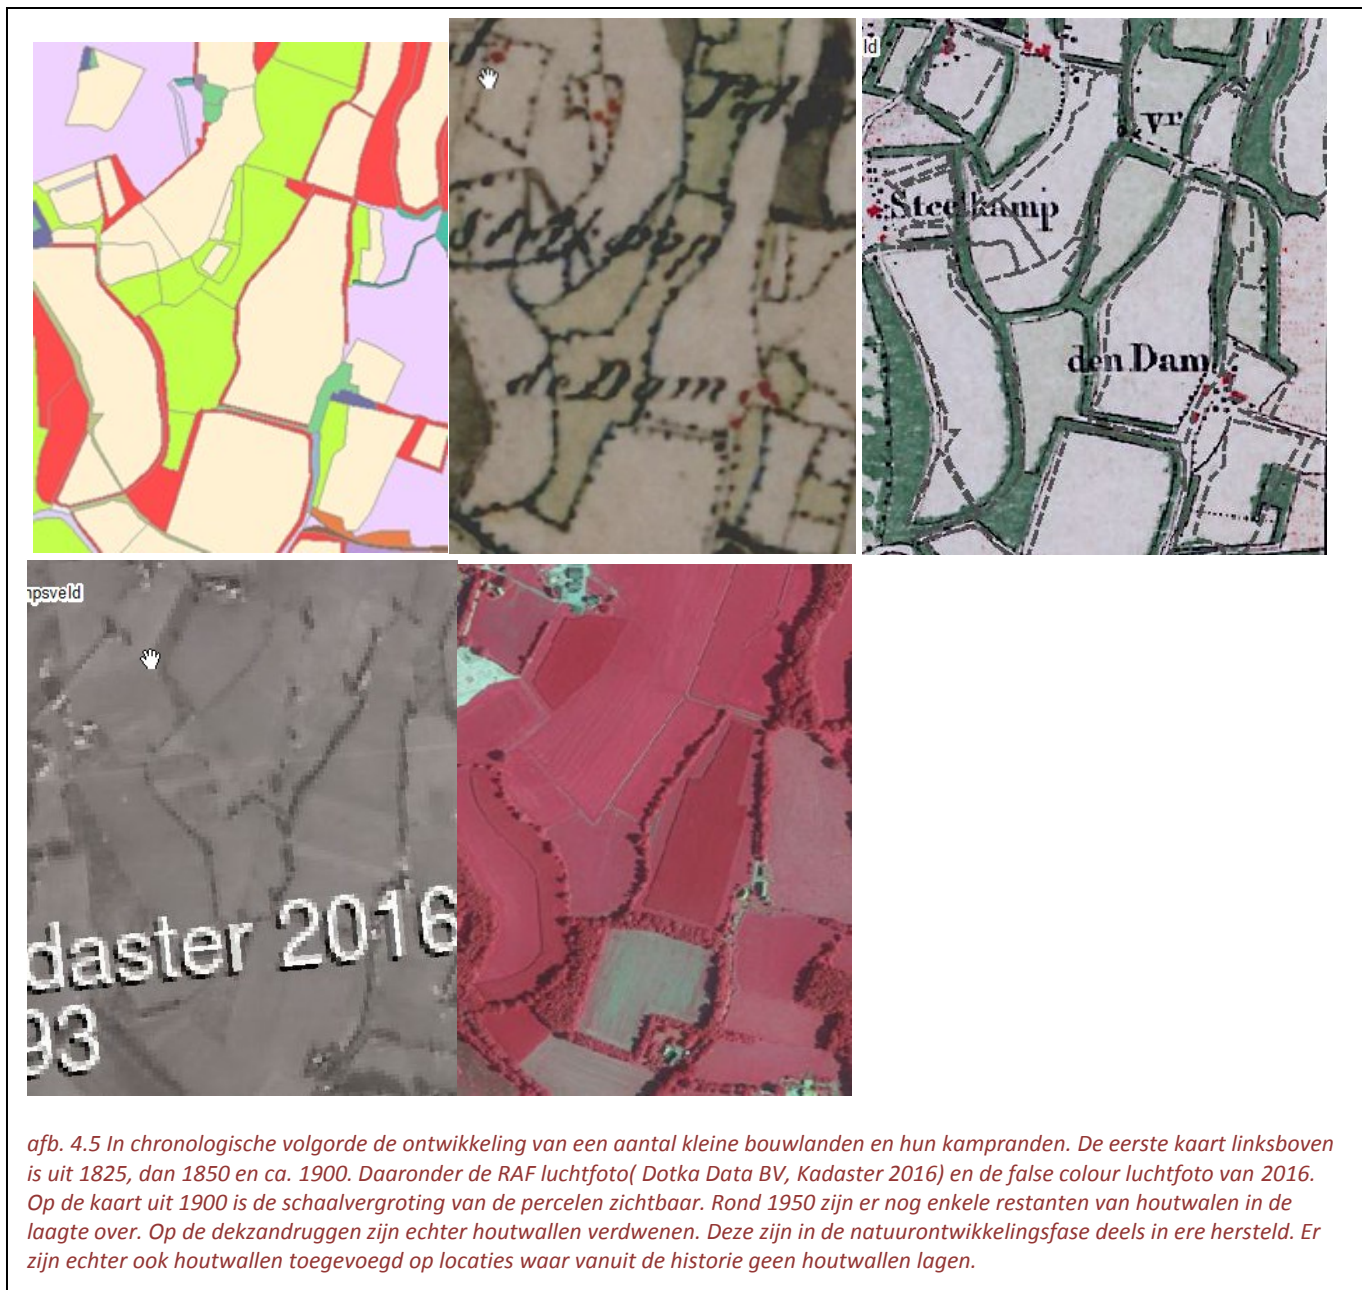 ld
vr
Steelkamp
de Dam
den Dam
mpsveld
daster 2016
93
afb. 4.5 In chronologische volgorde de ontwikkeling van een aantal kleine bouwlanden en hun kampranden. De eerste kaart linksboven
is uit 1825, dan 1850 en ca. 1900. Daaronder de RAF luchtfoto( Dotka Data BV, Kadaster 2016) en de false colour luchtfoto van 2016.
Op de kaart uit 1900 is de schaalvergroting van de percelen zichtbaar. Rond 1950 zijn er nog enkele restanten van houtwalen in de
laagte over. Op de dekzandruggen zijn echter houtwallen verdwenen. Deze zijn in de natuurontwikkelingsfase deels in ere hersteld. Er
zijn echter ook houtwallen toegevoegd op locaties waar vanuit de historie geen houtwallen lagen.